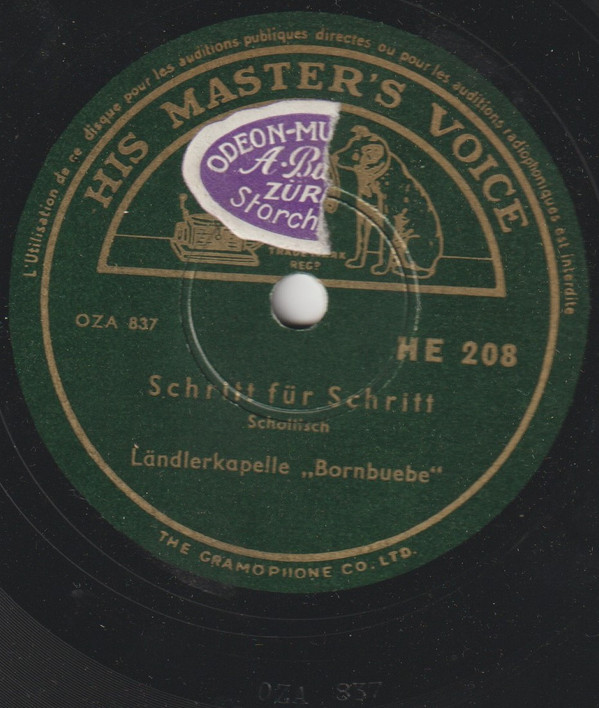 L'Utilisation de ce disque pour les auditions publiques directes ou pour les auditions radiophoniques est interdite
HIS MASTER'S VOICE
ODEON-MU
A. Ba
ZÜR
Storch
REGD
OZA 837
HE 208
Schritt für Schritt
Schottisch
Ländlerkapelle „Bornbuebe"
THE GRAMOPHONE CO. LTD.
OZA 837